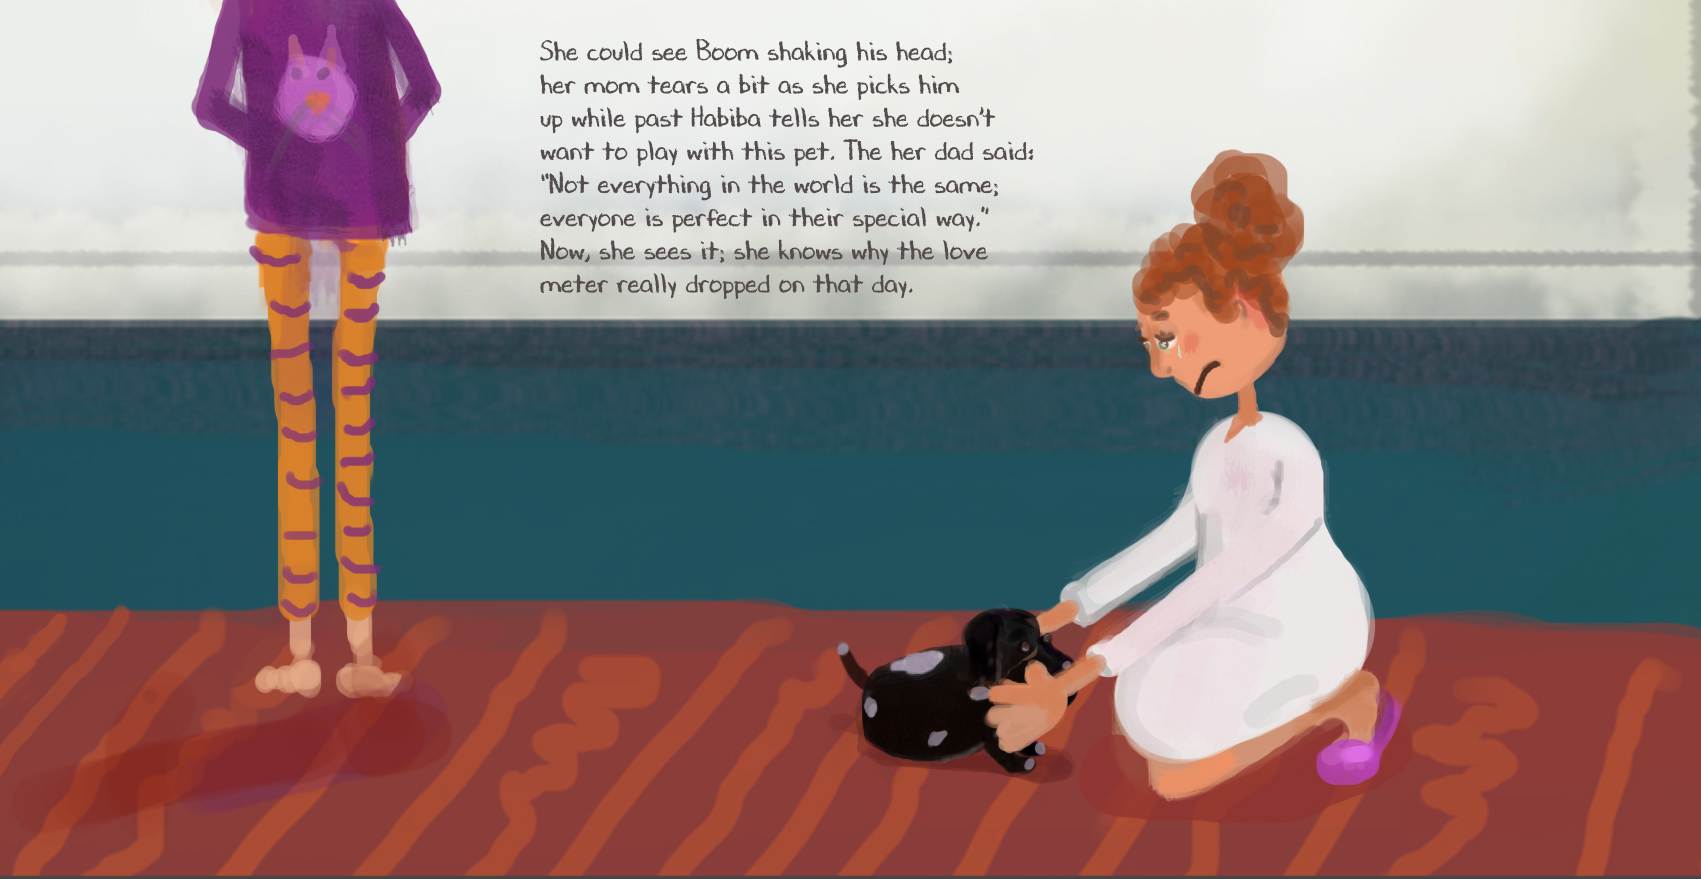 She could see Boom shaking his head;
her mom tears a bit as she picks him
up while past Habiba tells her she doesn't
want to play with this pet. The her dad said:
"Not everything in the world is the same;
everyone is perfect in their special way."
Now, she sees it; she knows why the love
meter really dropped on that day.